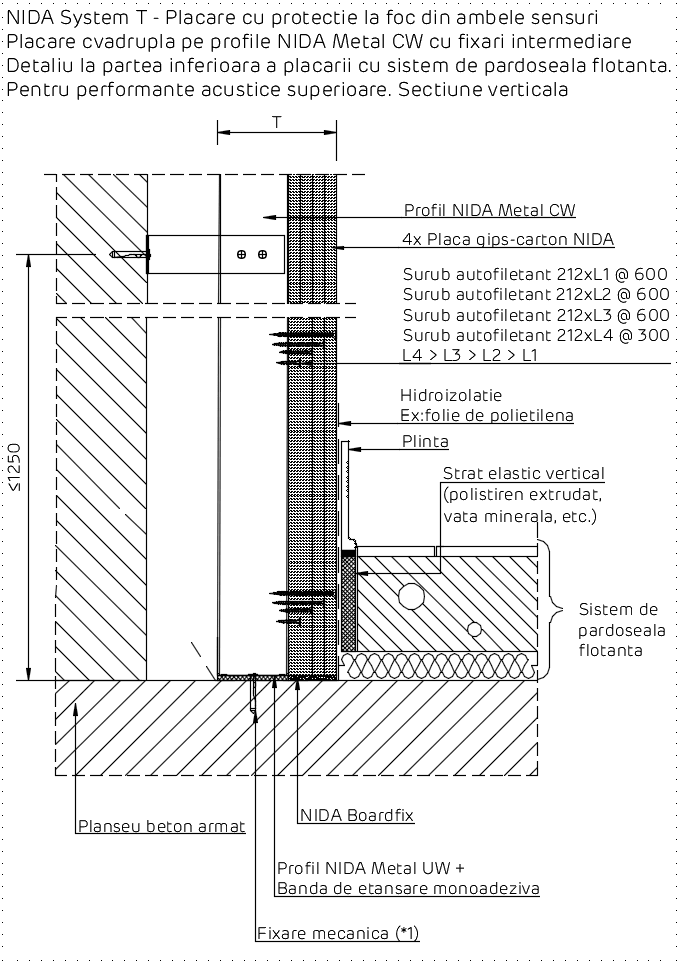 NIDA System T - Placare cu protectie la foc din ambele sensuri
Placare cvadrupla pe profile NIDA Metal CW cu fixari intermediare
Detaliu la partea inferioara a placarii cu sistem de pardoseala flotanta.
Pentru performante acustice superioare. Sectiune verticala
T
Profil NIDA Metal CW
4x Placa gips-carton NIDA
Surub autofiletant 212xL1 @ 600
Surub autofiletant 212xL2 @ 600
Surub autofiletant 212xL3 @ 600
Surub autofiletant 212xL4 @ 300
L4 > L3 > L2 > L1
Hidroizolatie
Ex:folie de polietilena
Plinta
≤1250
Strat elastic vertical
(polistiren extrudat,
vata minerala, etc.)
Sistem de
pardoseala
flotanta
Planseu beton armat
NIDA Boardfix
Profil NIDA Metal UW +
Banda de etansare monoadeziva
Fixare mecanica (*1)